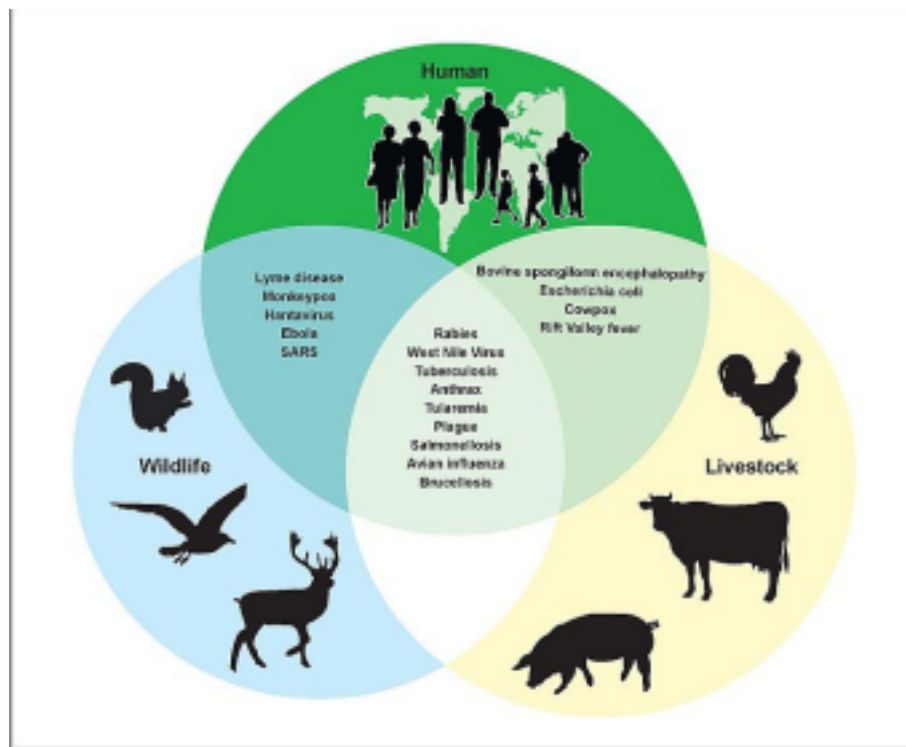 Human
Lyme disease
Monkeypox
Hantavirus
Ebola
SARS
Bovine spongiform encephalopathy
Escherichia coli
Cowpox
Rift Valley fever
Rabies
West Nile Virus
Tuberculosis
Anthrax
Tularemia
Plague
Salmonellosis
Avian influenza
Brucellosis
Wildlife
Livestock